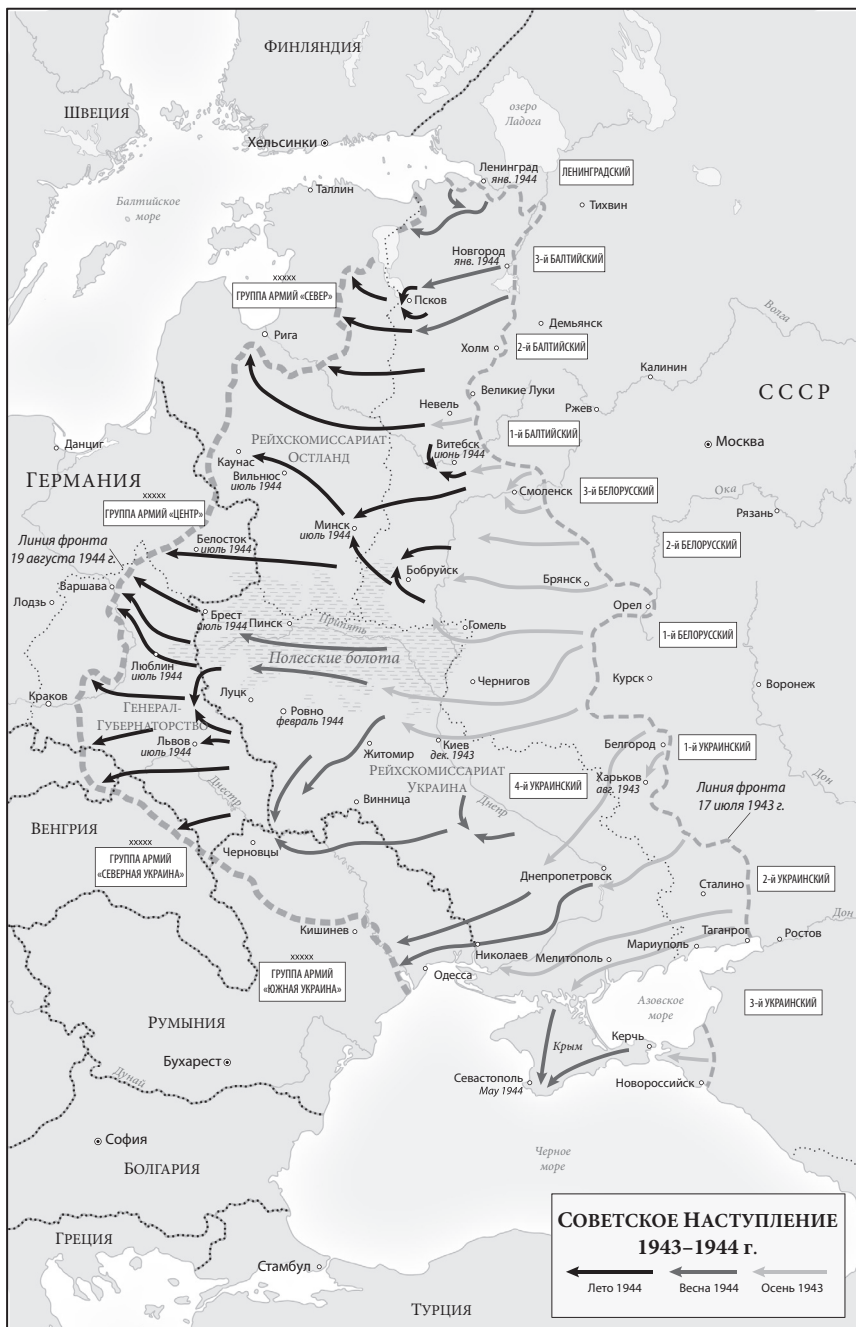 ФИНЛЯНДИЯ
ШВЕЦИЯ
озеро
Ладога
Хельсинки
Ленинград
янв. 1944
ЛЕНИНГРАДСКИЙ
Таллин
Тихвин
Балтийское
море
Новгород
янв. 1944
3-й БАЛТИЙСКИЙ
xxxxx
ГРУППА АРМИЙ «СЕВЕР»
Псков
Волга
Рига
Демьянск
Холм
2-й БАЛТИЙСКИЙ
Калинин
СССР
Великие Луки
Невель
Ржев
1-й БАЛТИЙСКИЙ
Москва
Данциг
РЕЙХСКОМИССАРИАТ
ОСТЛАНД
Витебск
июнь 1944
Каунас
Вильнюс
июль 1944
ГЕРМАНИЯ
xxxxx
ГРУППА АРМИЙ «ЦЕНТР»
Смоленск
3-й БЕЛОРУССКИЙ
Ока
Рязань
Минск
июль 1944
Линия фронта
19 августа 1944 г.
Белосток
июль 1944
2-й БЕЛОРУССКИЙ
Варшава
Бобруйск
Брянск
Лодзь
Брест
июль 1944
Пинск
Припять
Гомель
Орел
1-й БЕЛОРУССКИЙ
Полесские болота
Люблин
июль 1944
Чернигов
Курск
Воронеж
Краков
ГЕНЕРАЛ-
ГУБЕРНАТОРСТВО
Луцк
Ровно
февраль 1944
Львов
июль 1944
Житомир
Киев
дек. 1943
Белгород
1-й УКРАИНСКИЙ
Дон
РЕЙХСКОМИССАРИАТ
УКРАИНА
4-й УКРАИНСКИЙ
Харьков
авг. 1943
Линия фронта
17 июля 1943 г.
Днестр
Винница
Днепр
ВЕНГРИЯ
xxxxx
ГРУППА АРМИЙ
«СЕВЕРНАЯ УКРАИНА»
Черновцы
Днепропетровск
Сталино
2-й УКРАИНСКИЙ
Кишинев
Таганрог
Дон
Ростов
Николаев
Мелитополь
Мариуполь
xxxxx
ГРУППА АРМИЙ
«ЮЖНАЯ УКРАИНА»
Одесса
Азовское
море
3-й УКРАИНСКИЙ
РУМЫНИЯ
Крым
Керчь
Бухарест
Дунай
Севастополь
May 1944
Новороссийск
София
БОЛГАРИЯ
Черное
море
ГРЕЦИЯ
Стамбул
ТУРЦИЯ
СОВЕТСКОЕ НАСТУПЛЕНИЕ
1943–1944 г.
Лето 1944
Весна 1944
Осень 1943